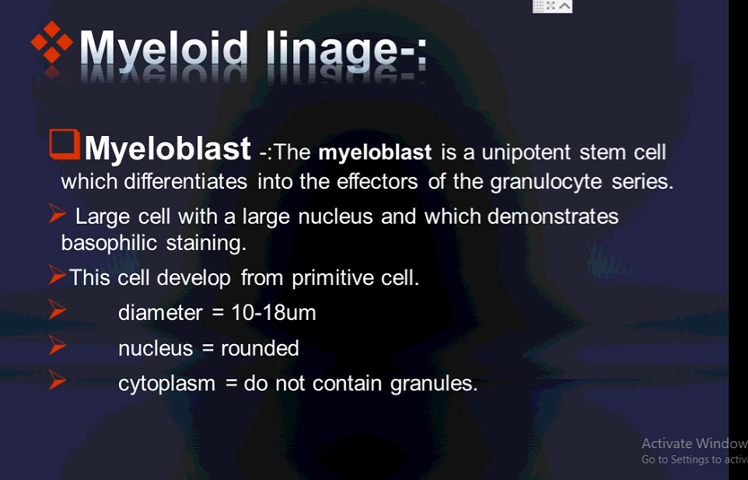 Myeloid linage-:
Myeloblast -:The myeloblast is a unipotent stem cell
which differentiates into the effectors of the granulocyte series.
Large cell with a large nucleus and which demonstrates
basophilic staining.
This cell develop from primitive cell.
diameter = 10-18um
nucleus = rounded
cytoplasm = do not contain granules.
Activate Window
Go to Settings to activa